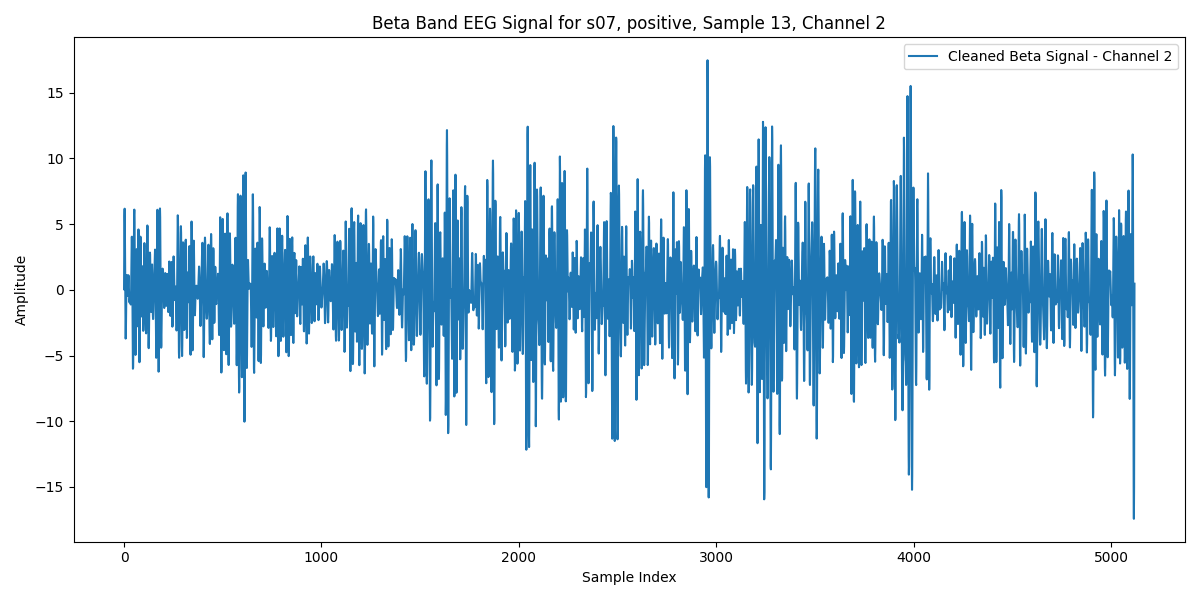 Beta Band EEG Signal for s07, positive, Sample 13, Channel 2
Cleaned Beta Signal - Channel 2
Amplitude
15
10
5
0
−5
−10
−15
0 1000 2000 3000 4000 5000
Sample Index